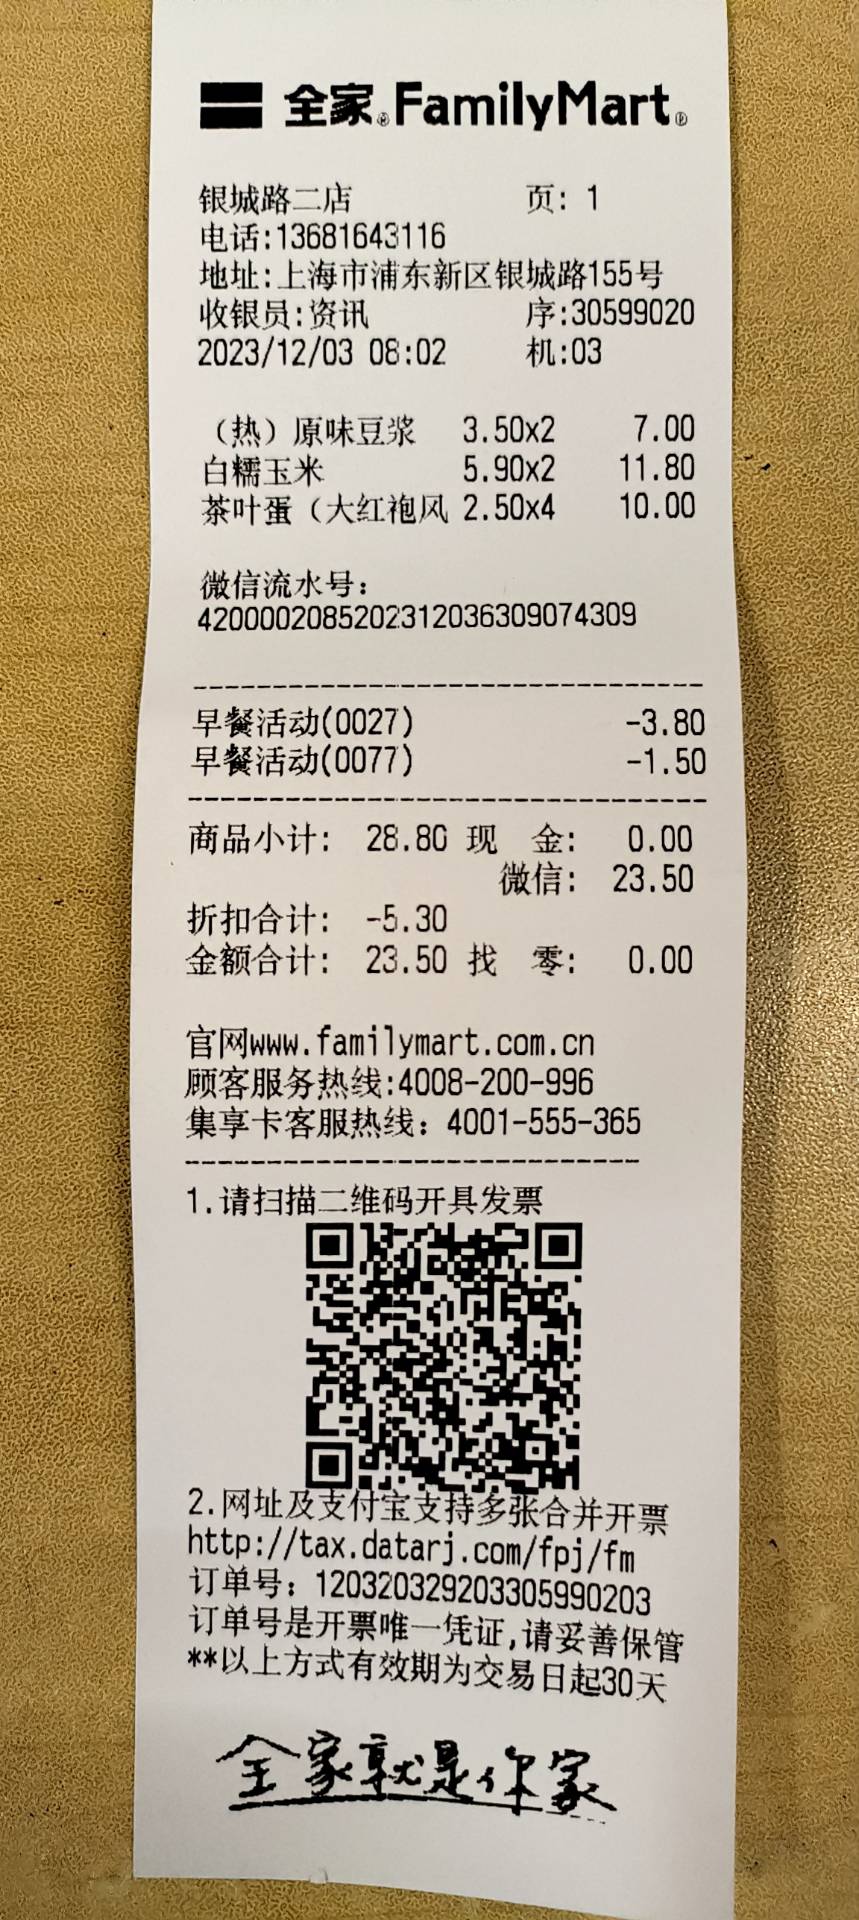 全家®FamilyMart®
银城路二店 页: 1
电话:13681643116
地址:上海市浦东新区银城路155号
收银员:资讯 序:30599020
2023/12/03 08:02 机:03
（热）原味豆浆 3.50x2 7.00
白糯玉米 5.90x2 11.80
茶叶蛋（大红袍风 2.50x4 10.00
微信流水号：
4200002085202312036309074309
早餐活动(0027) -3.80
早餐活动(0077) -1.50
商品小计: 28.80 现 金: 0.00
微信: 23.50
折扣合计: -5.30
金额合计: 23.50 找 零: 0.00
官网www.familymart.com.cn
顾客服务热线:4008-200-996
集享卡客服热线：4001-555-365
1.请扫描二维码开具发票
2.网址及支付宝支持多张合并开票
http://tax.datarj.com/fpj/fm
订单号：120320329203305990203
订单号是开票唯一凭证,请妥善保管
**以上方式有效期为交易日起30天
全家就是你家